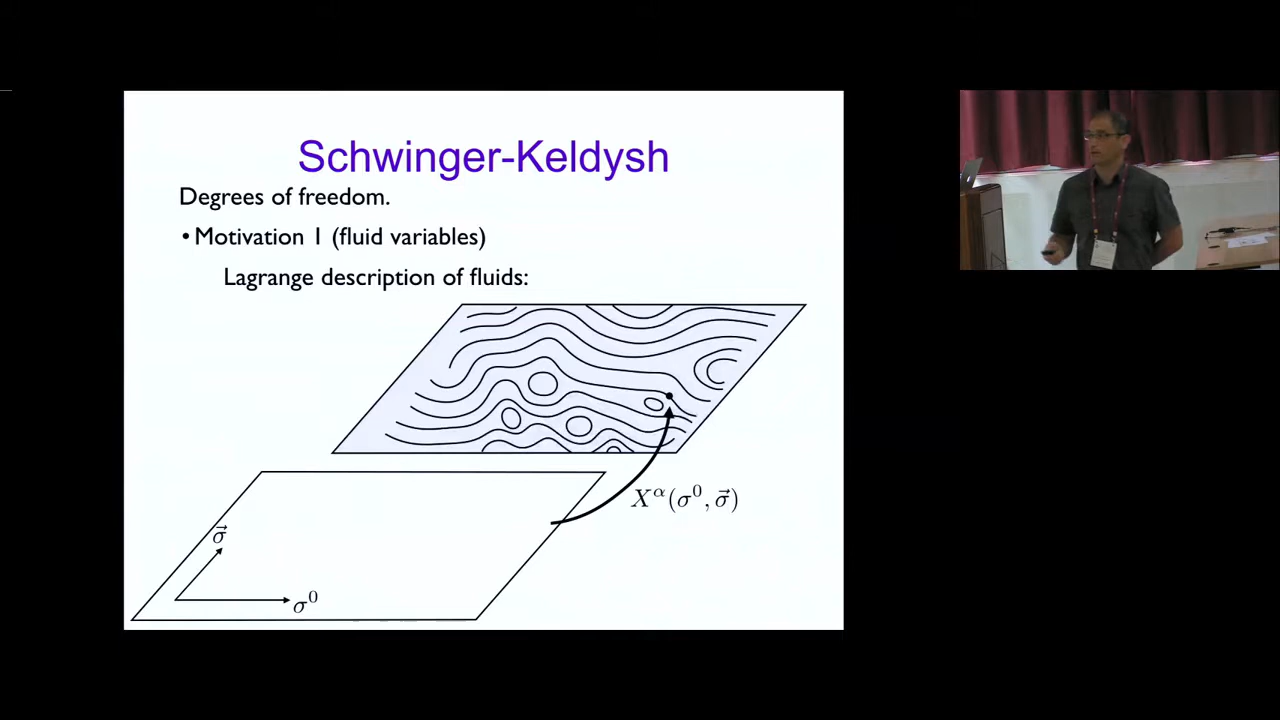 Schwinger-Keldysh
Degrees of freedom.
• Motivation 1 (fluid variables)
Lagrange description of fluids:
X^α(σ^0, σ⃗)
σ⃗
σ^0